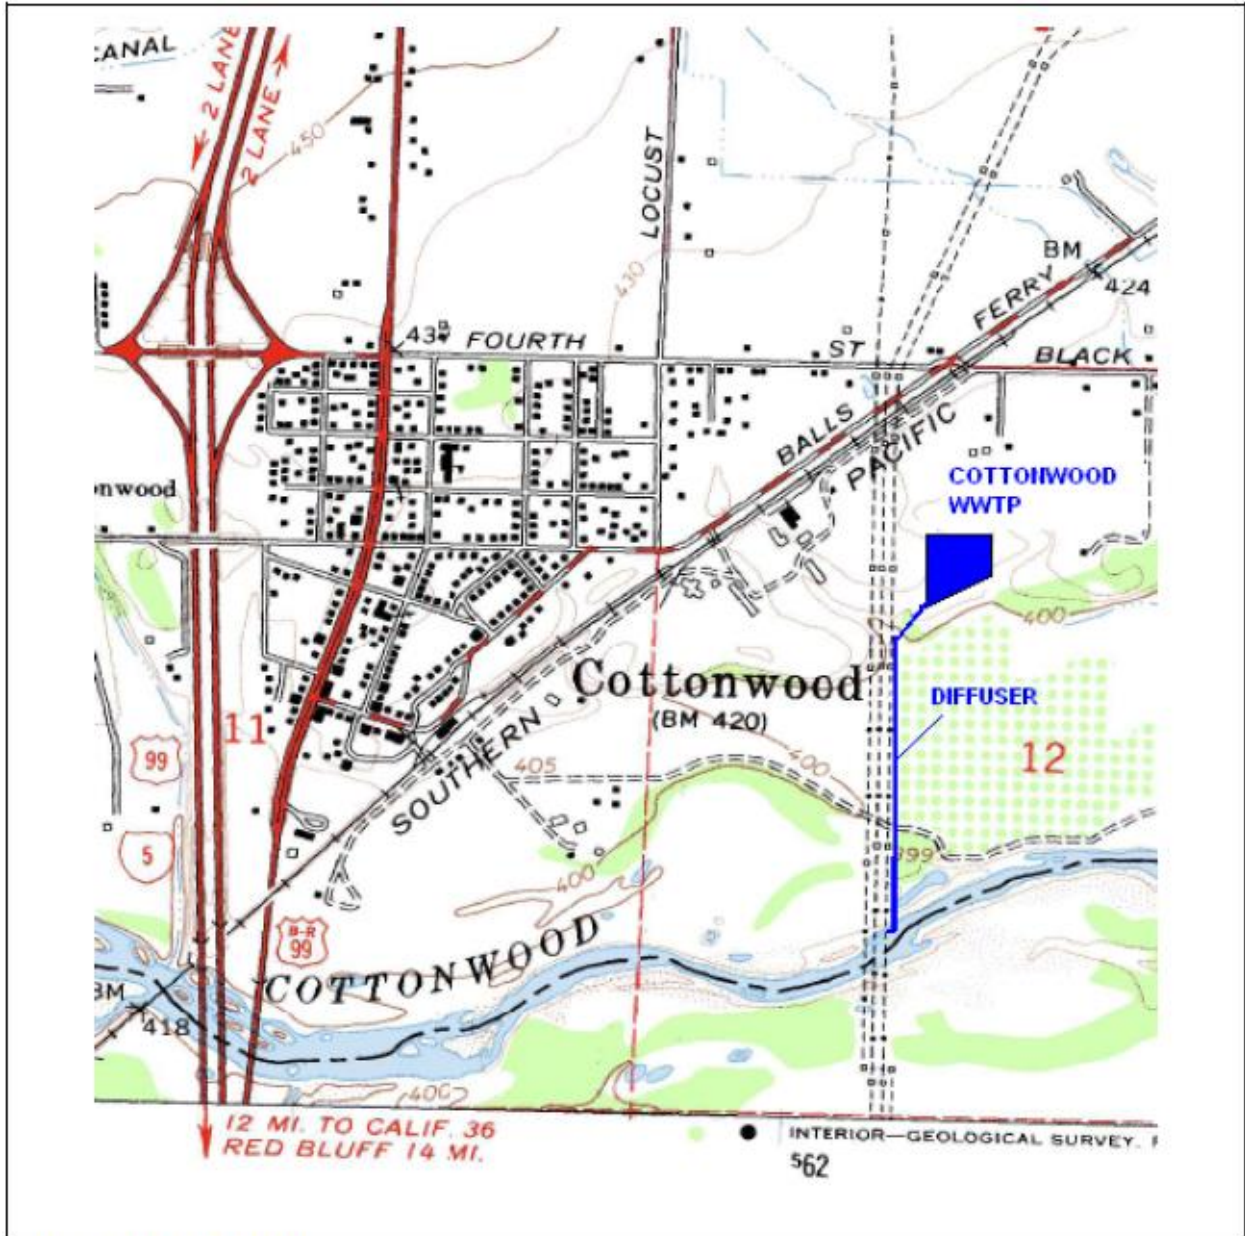 CANAL
2 LANE
2 LANE
450
LOCUST
430
BM
424
FERRY
FOURTH
ST
BLACK
BALLS
PACIFIC
onwood
COTTONWOOD
WWTP
400
Cottonwood
(BM 420)
DIFFUSER
11
12
99
SOUTHERN
405
400
5
399
400
B-R
99
COTTONWOOD
BM
418
400
12 MI. TO CALIF. 36
RED BLUFF 14 MI.
INTERIOR—GEOLOGICAL SURVEY,
562